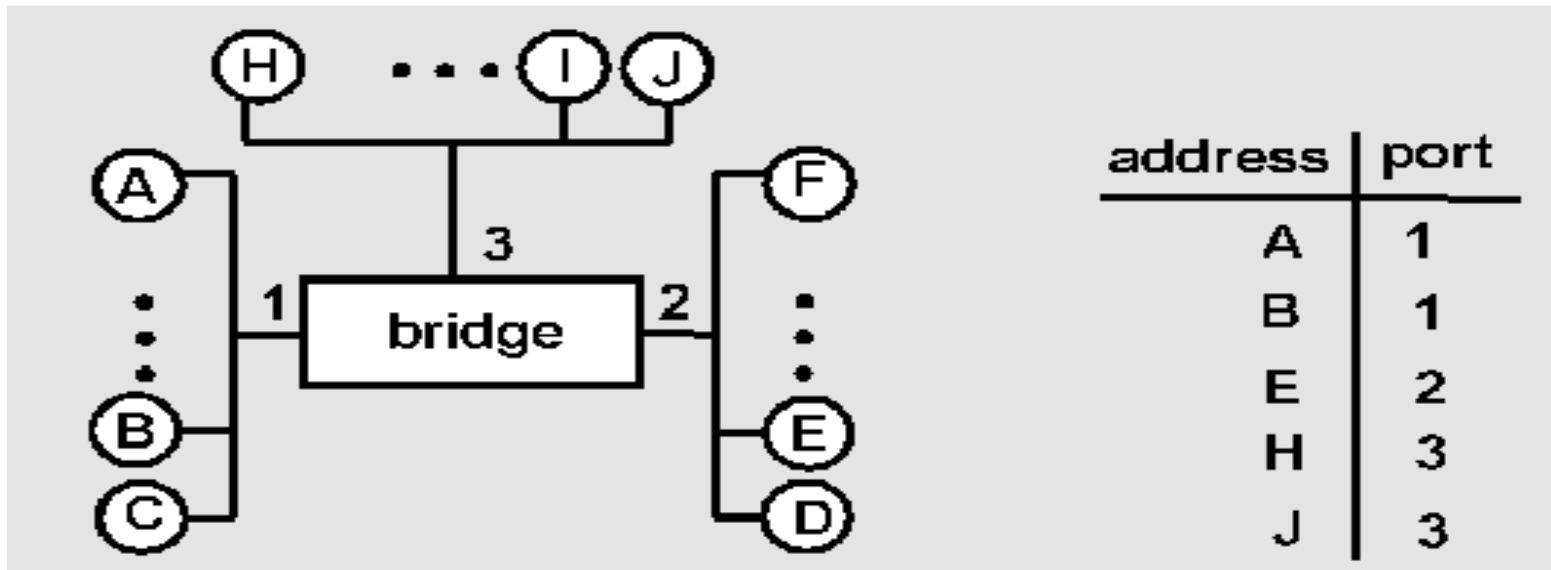 H ... I J
A F
3
1 bridge 2
B E
C D
address port
A 1
B 1
E 2
H 3
J 3